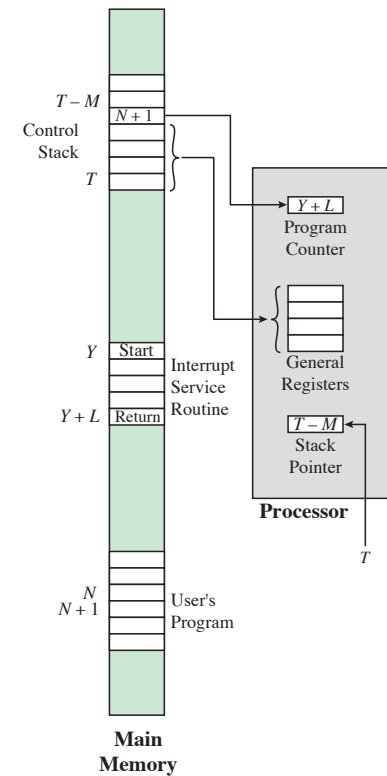 T – M
N + 1
Control
Stack
T
Y + L
Program
Counter
Y
Start
Interrupt
Service
Routine
Y + L
Return
General
Registers
T – M
Stack
Pointer
Processor
T
N
N + 1
User's
Program
Main
Memory